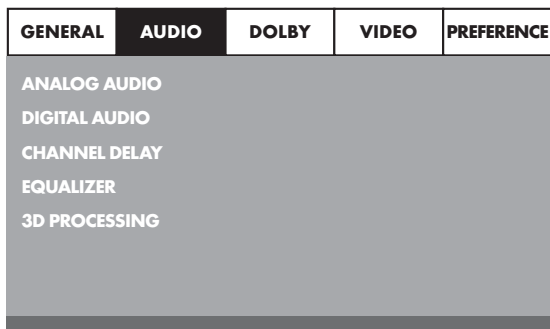 GENERAL AUDIO DOLBY VIDEO PREFERENCE
ANALOG AUDIO
DIGITAL AUDIO
CHANNEL DELAY
EQUALIZER
3D PROCESSING